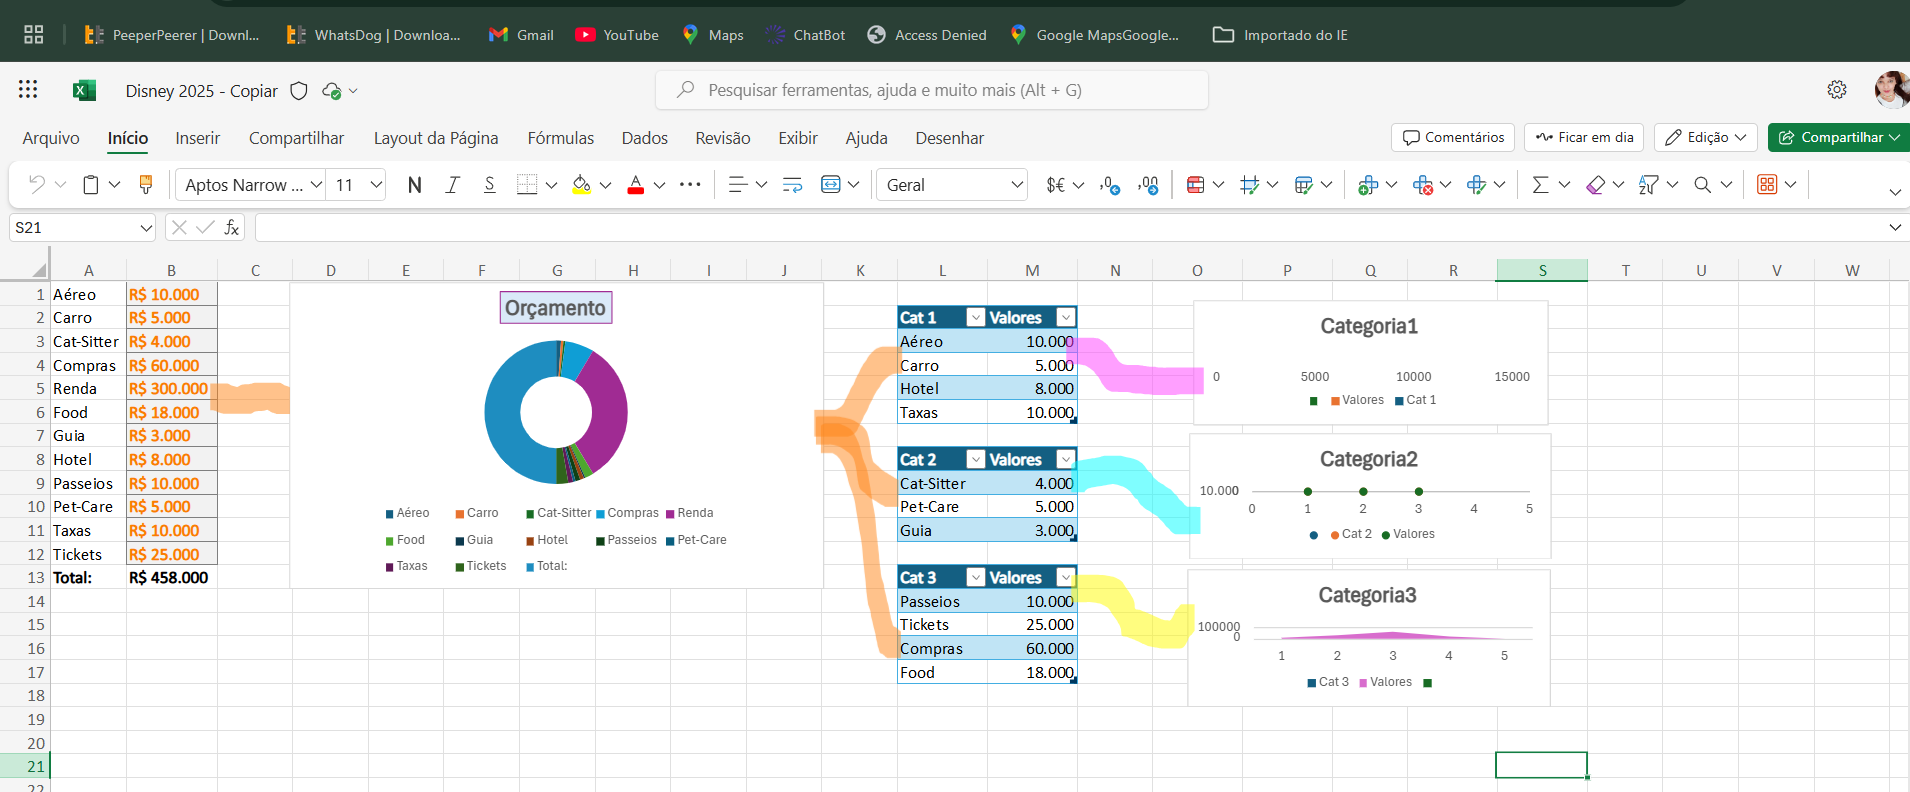 PeeperPeerer | Downl... WhatsDog | Downloa... Gmail YouTube Maps ChatBot Access Denied Google MapsGoogle... Importado do IE
Disney 2025 - Copiar
Pesquisar ferramentas, ajuda e muito mais (Alt + G)
Arquivo Início Inserir Compartilhar Layout da Página Fórmulas Dados Revisão Exibir Ajuda Desenhar
Comentários Ficar em dia Edição Compartilhar
Aptos Narrow ... 11 N I S A Geral $€
S21 fx
A B C D E F G H I J K L M N O P Q R S T U V W
1 Aéreo R$ 10.000
2 Carro R$ 5.000
3 Cat-Sitter R$ 4.000
4 Compras R$ 60.000
5 Renda R$ 300.000
6 Food R$ 18.000
7 Guia R$ 3.000
8 Hotel R$ 8.000
9 Passeios R$ 10.000
10 Pet-Care R$ 5.000
11 Taxas R$ 10.000
12 Tickets R$ 25.000
13 Total: R$ 458.000
14
15
16
17
18
19
20
21
22
Orçamento
Aéreo Carro Cat-Sitter Compras Renda
Food Guia Hotel Passeios Pet-Care
Taxas Tickets Total:
Cat 1 Valores
Aéreo 10.000
Carro 5.000
Hotel 8.000
Taxas 10.000
Cat 2 Valores
Cat-Sitter 4.000
Pet-Care 5.000
Guia 3.000
Cat 3 Valores
Passeios 10.000
Tickets 25.000
Compras 60.000
Food 18.000
Categoria1
0 5000 10000 15000
Valores Cat 1
Categoria2
10.000
0 1 2 3 4 5
Cat 2 Valores
Categoria3
100000
0
1 2 3 4 5
Cat 3 Valores